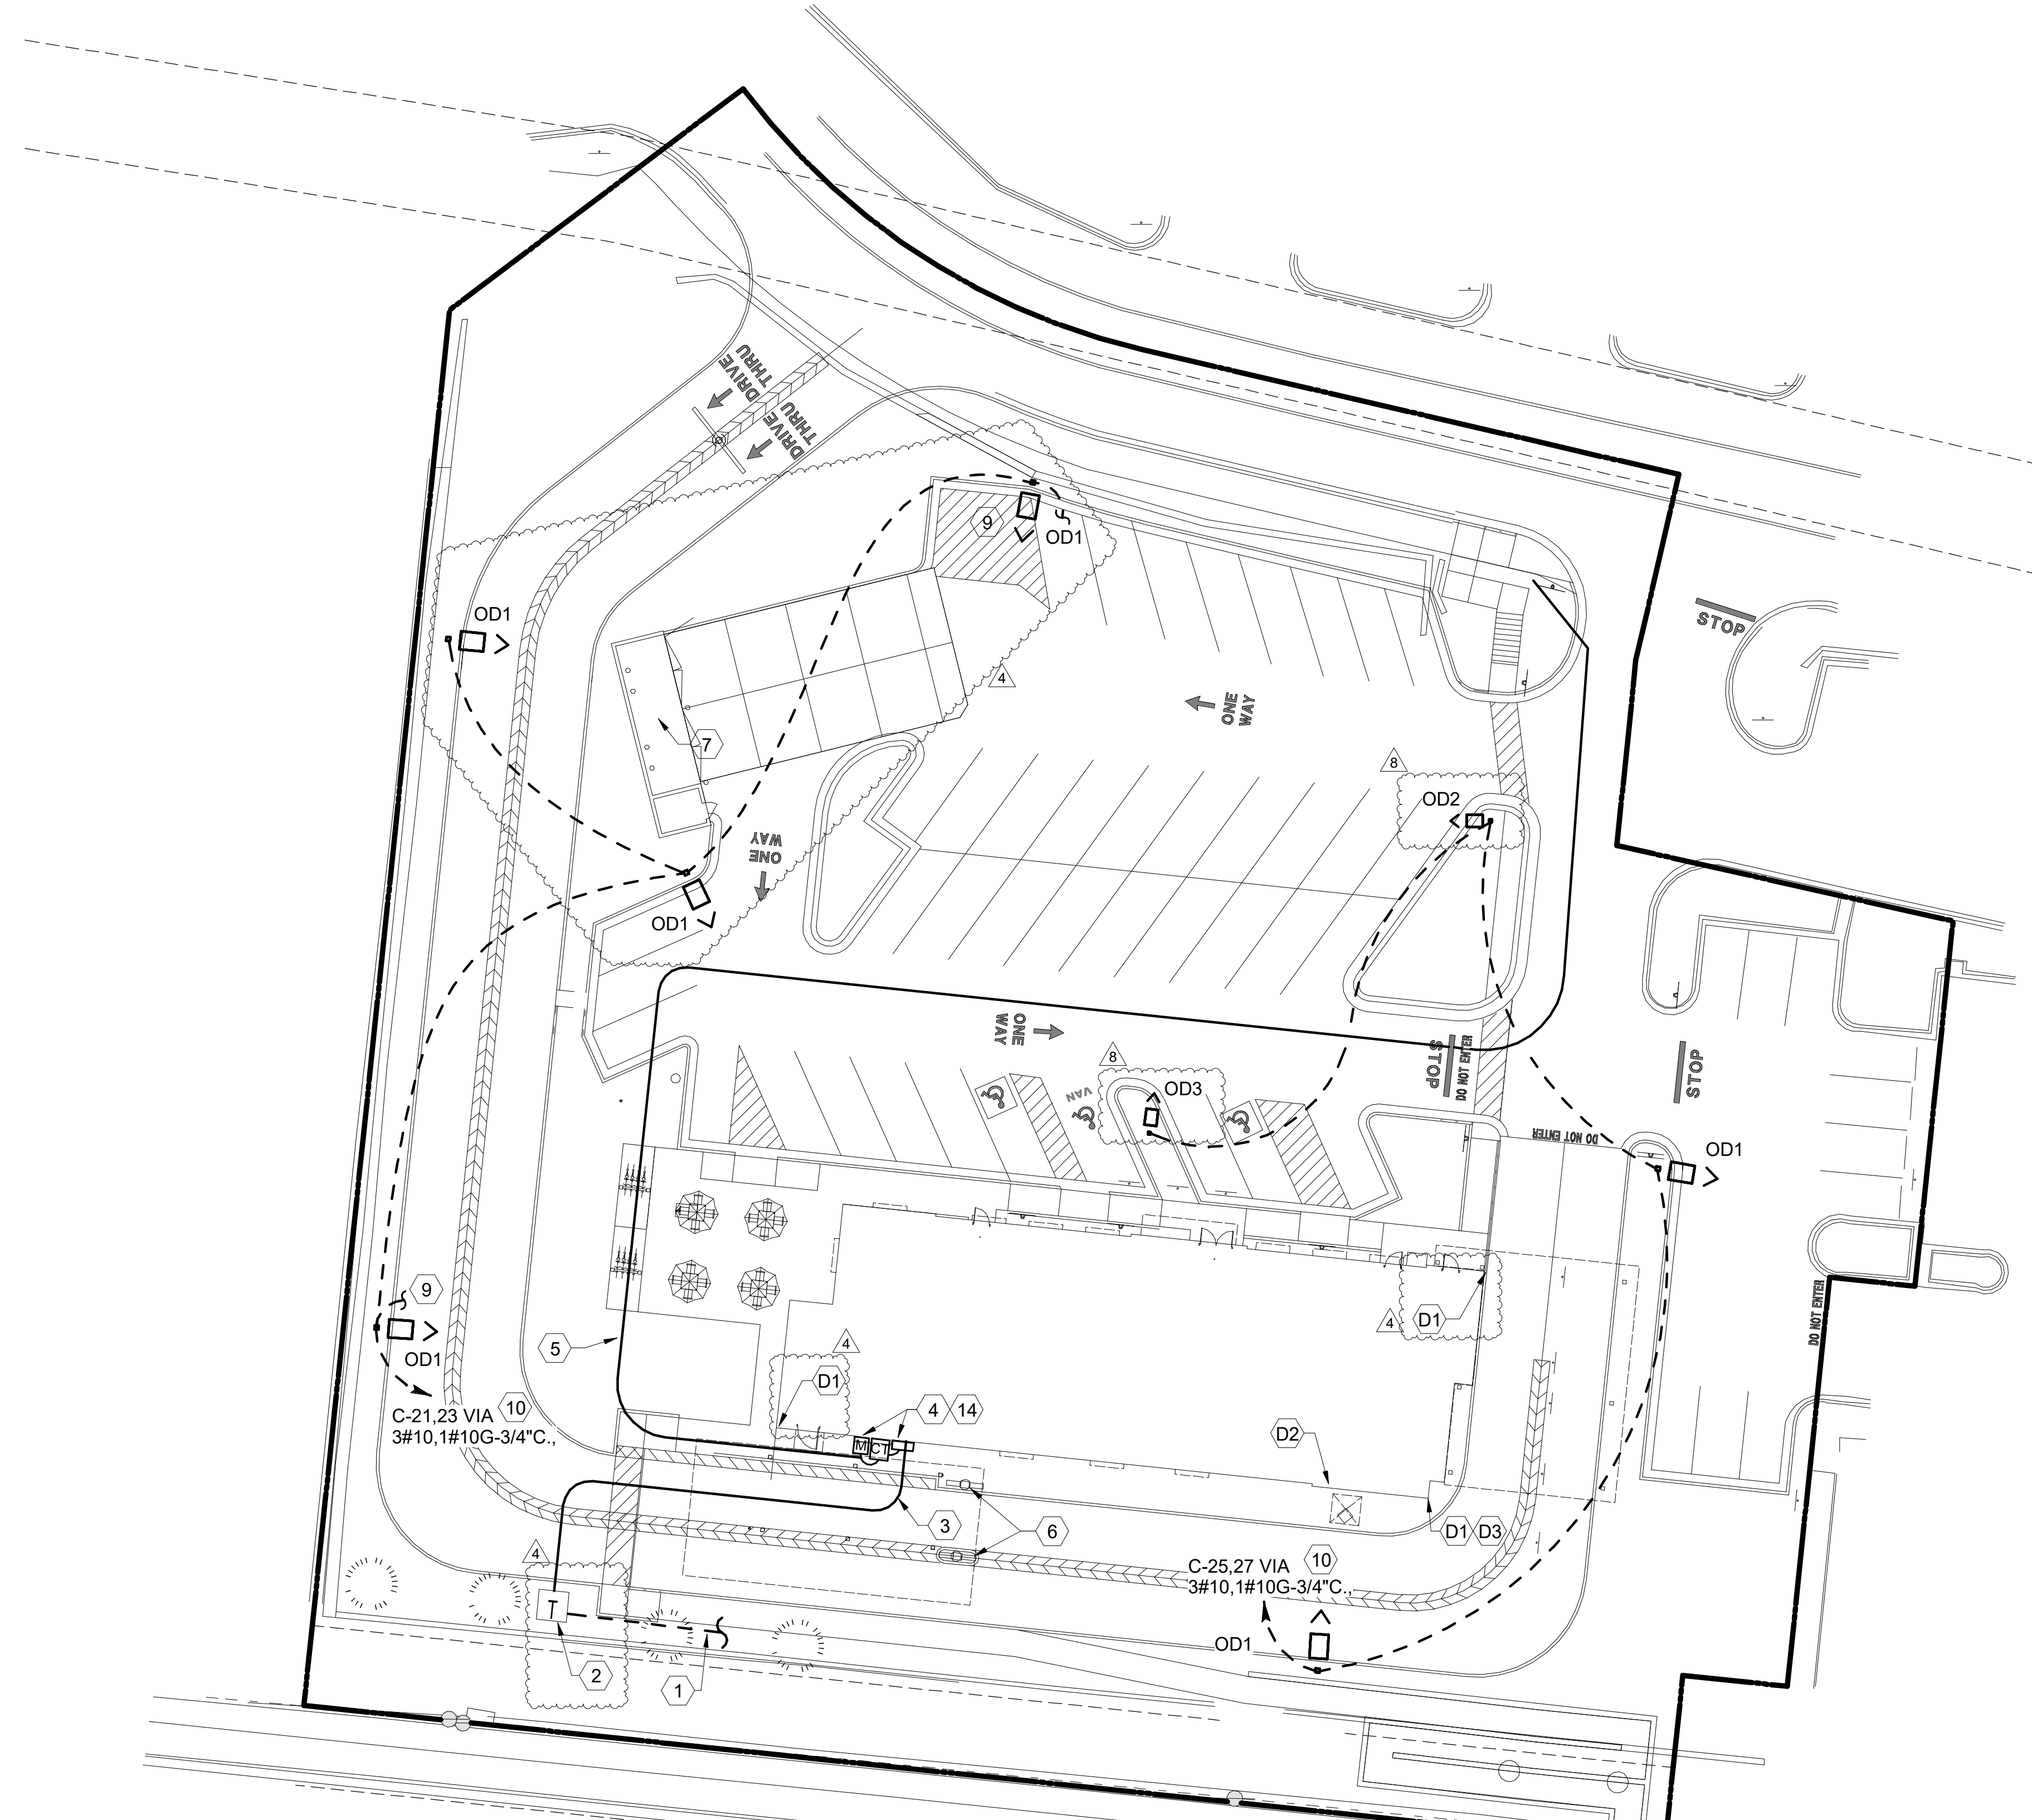 DRIVE
THRU
DRIVE
THRU
9
OD1
OD1
STOP
4
ONE
WAY
7
8
OD2
ONE
WAY
OD1
ONE
WAY
STOP
DO NOT ENTER
STOP
8
OD3
VAN
DO NOT ENTER
OD1
9
OD1
DO NOT ENTER
4
D1
5
4
D1
10
C-21,23 VIA
3#10,1#10G-3/4"C.,
4
14
M
CT
D2
3
6
D1
D3
4
C-25,27 VIA
3#10,1#10G-3/4"C.,
10
T
OD1
2
1